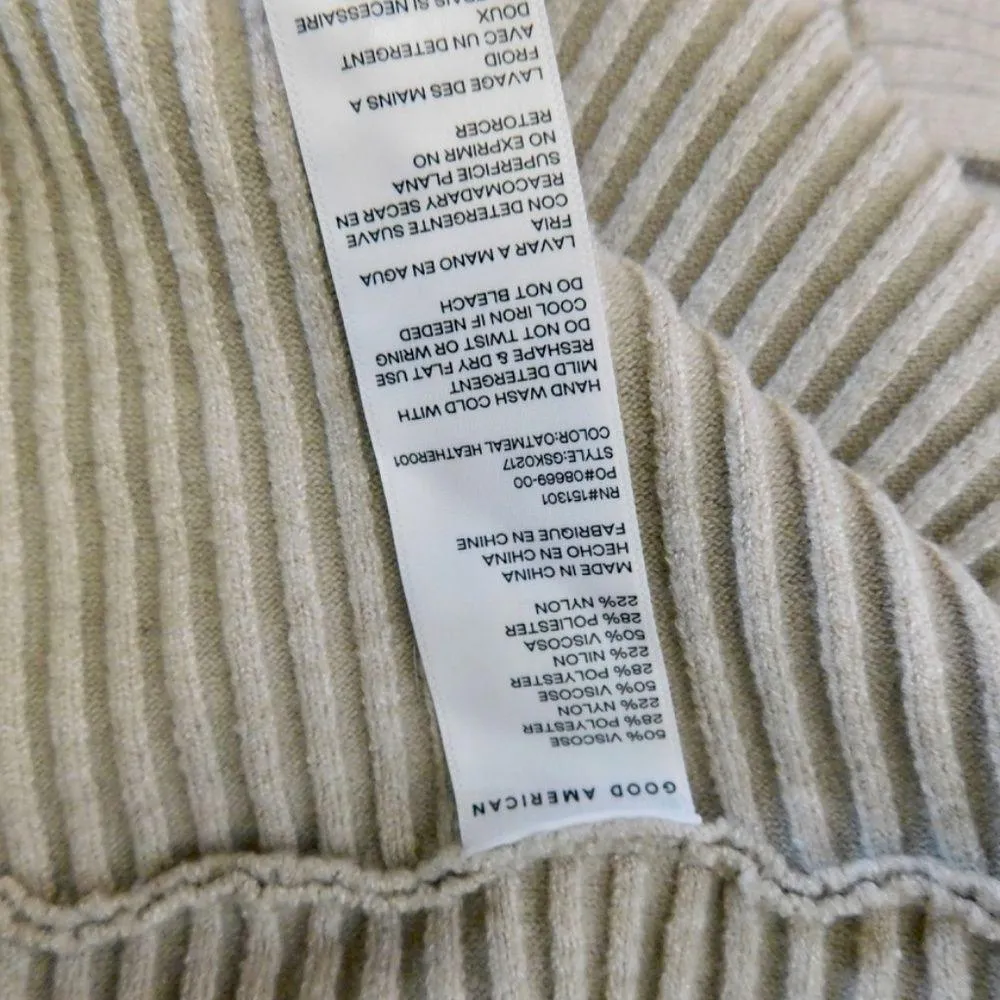 GOOD AMERICAN
50% VISCOSE
28% POLYESTER
22% NYLON
50% VISCOSE
28% POLYESTER
22% NILON
50% VISCOSA
28% POLIESTER
22% NYLON
MADE IN CHINA
HECHO EN CHINA
FABRIQUE EN CHINE
RN#151301
PO#08669-00
STYLE:GSK0217
COLOR:OATMEAL HEATHER001
HAND WASH COLD WITH
MILD DETERGENT
RESHAPE & DRY FLAT USE
DO NOT TWIST OR WRING
COOL IRON IF NEEDED
DO NOT BLEACH
LAVAR A MANO EN AGUA
FRIA
CON DETERGENTE SUAVE
REACOMADARY SECAR EN
SUPERFICIE PLANA
NO EXPRIMR NO
RETORCER
LAVAGE DES MAINS A
FROID
AVEC UN DETERGENT
DOUX
SI NECESSAIRE